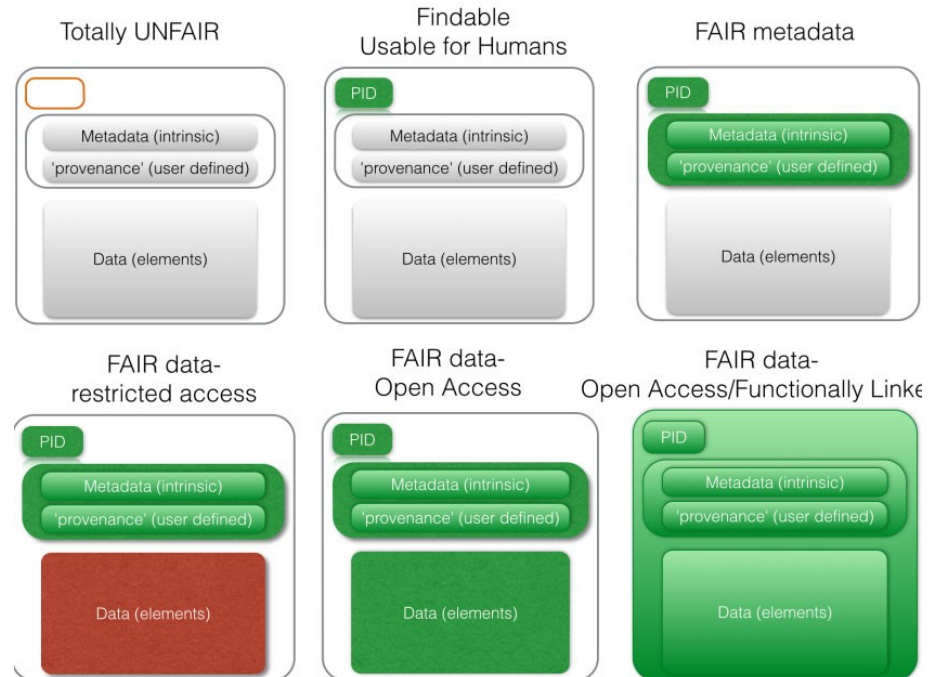 Totally UNFAIR
Metadata (intrinsic)
'provenance' (user defined)
Data (elements)
Findable
Usable for Humans
PID
Metadata (intrinsic)
'provenance' (user defined)
Data (elements)
FAIR metadata
PID
Metadata (intrinsic)
'provenance' (user defined)
Data (elements)
FAIR data-
restricted access
PID
Metadata (intrinsic)
'provenance' (user defined)
Data (elements)
FAIR data-
Open Access
PID
Metadata (intrinsic)
'provenance' (user defined)
Data (elements)
FAIR data-
Open Access/Functionally Linke
PID
Metadata (intrinsic)
'provenance' (user defined)
Data (elements)